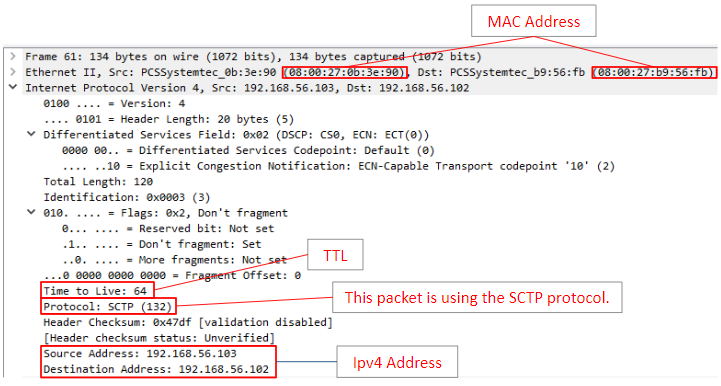 MAC Address
Frame 61: 134 bytes on wire (1072 bits), 134 bytes captured (1072 bits)
Ethernet II, Src: PCSSystemtec_0b:3e:90 (08:00:27:0b:3e:90), Dst: PCSSystemtec_b9:56:fb (08:00:27:b9:56:fb)
Internet Protocol Version 4, Src: 192.168.56.103, Dst: 192.168.56.102
0100 .... = Version: 4
.... 0101 = Header Length: 20 bytes (5)
Differentiated Services Field: 0x02 (DSCP: CS0, ECN: ECT(0))
0000 00.. = Differentiated Services Codepoint: Default (0)
.... ..10 = Explicit Congestion Notification: ECN-Capable Transport codepoint '10' (2)
Total Length: 120
Identification: 0x0003 (3)
010. .... = Flags: 0x2, Don't fragment
0... .... = Reserved bit: Not set
.1.. .... = Don't fragment: Set
..0. .... = More fragments: Not set
...0 0000 0000 0000 = Fragment Offset: 0
TTL
Time to Live: 64
Protocol: SCTP (132)
This packet is using the SCTP protocol.
Header Checksum: 0x47df [validation disabled]
[Header checksum status: Unverified]
Source Address: 192.168.56.103
Destination Address: 192.168.56.102
Ipv4 Address